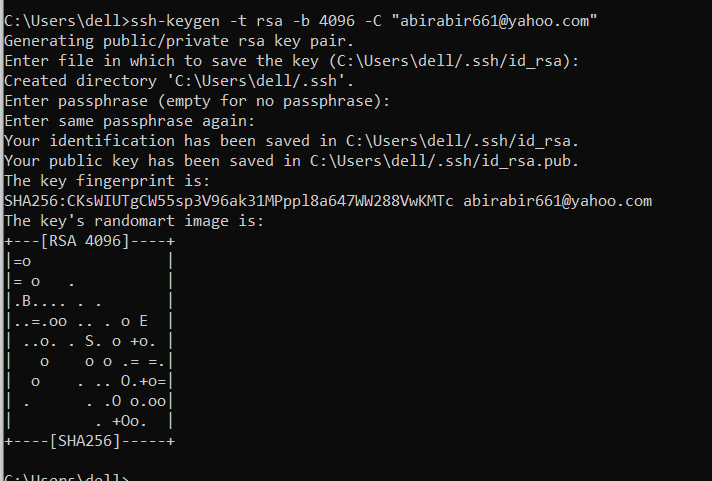 C:\Users\dell>ssh-keygen -t rsa -b 4096 -C "abirabir661@yahoo.com"
Generating public/private rsa key pair.
Enter file in which to save the key (C:\Users\dell/.ssh/id_rsa):
Created directory 'C:\Users\dell/.ssh'.
Enter passphrase (empty for no passphrase):
Enter same passphrase again:
Your identification has been saved in C:\Users\dell/.ssh/id_rsa.
Your public key has been saved in C:\Users\dell/.ssh/id_rsa.pub.
The key fingerprint is:
SHA256:CKsWIUTgCW55sp3V96ak31MPppl8a647WW288VwKMTc abirabir661@yahoo.com
The key's randomart image is:
+---[RSA 4096]----+
|=o               |
|= o   .          |
|.B.... . .       |
|..=.oo .. . o E  |
| ..o. . S. o +o. |
|   o    o o .= =.|
|  o    . .. O.+o=|
| .      . .O o.oo|
|         . +Oo.  |
+----[SHA256]-----+
C:\Users\dell>